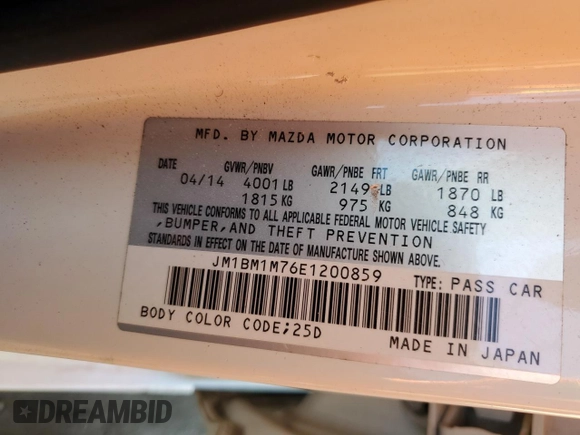 MFD. BY MAZDA MOTOR CORPORATION
DATE GVWR/PNBV GAWR/PNBE FRT GAWR/PNBE RR
04/14 4001 LB 2149 LB 1870 LB
1815 KG 975 KG 848 KG
THIS VEHICLE CONFORMS TO ALL APPLICABLE FEDERAL MOTOR VEHICLE SAFETY
,BUMPER,AND THEFT PREVENTION
STANDARDS IN EFFECT ON THE DATE OF MANUFACTURE SHOWN ABOVE.
JM1BM1M76E1200859 TYPE: PASS CAR
BODY COLOR CODE;25D
MADE IN JAPAN
DREAMBID